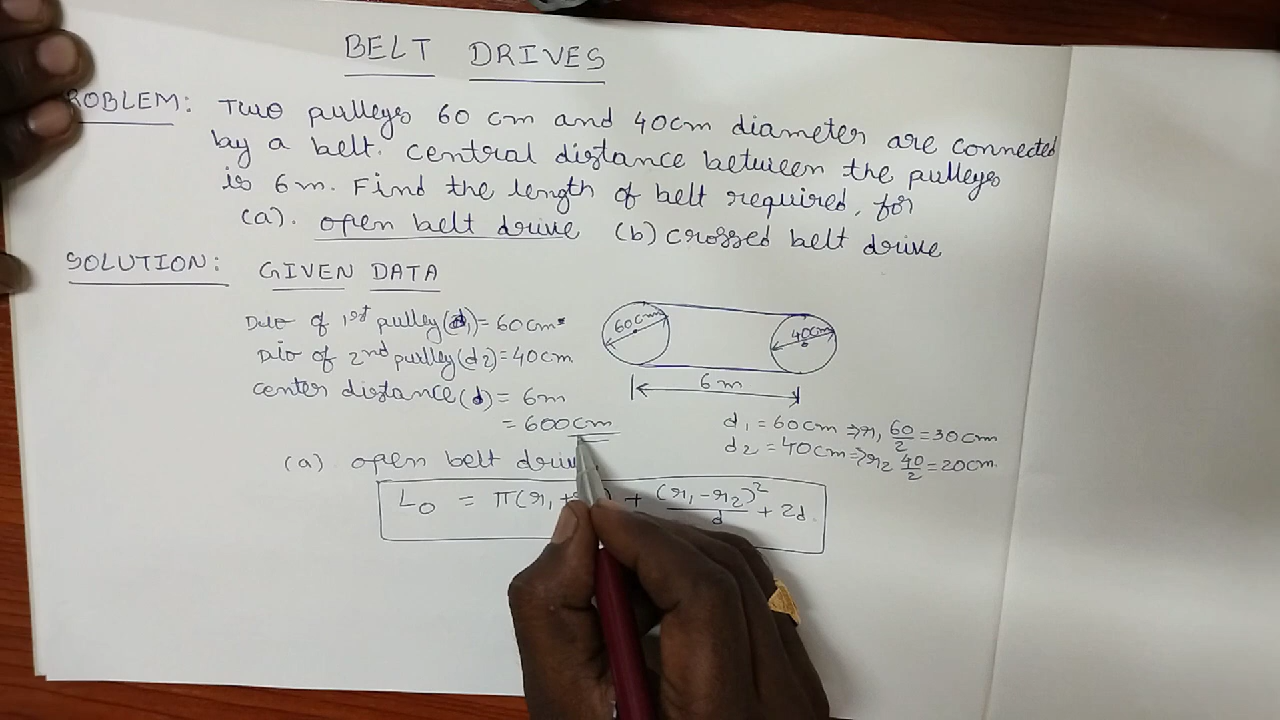 BELT DRIVES
ROBLEM: Two pulleys 60 cm and 40cm diameter are connected
by a belt. central distance between the pulleys
is 6m. Find the length of belt required, for
(a). open belt drive (b) crossed belt drive
SOLUTION: GIVEN DATA
Dia of 1st pulley(d1)= 60cm
Dia of 2nd pulley(d2)=40cm
center distance(d)= 6m
= 600cm
60cm
40cm
6m
d1 = 60cm ⇒r1 60/2 = 30cm
d2 = 40cm ⇒r2 40/2 = 20cm.
(a) open belt
Lo = π(r1 + ) + (r1-r2)²/d + 2d.